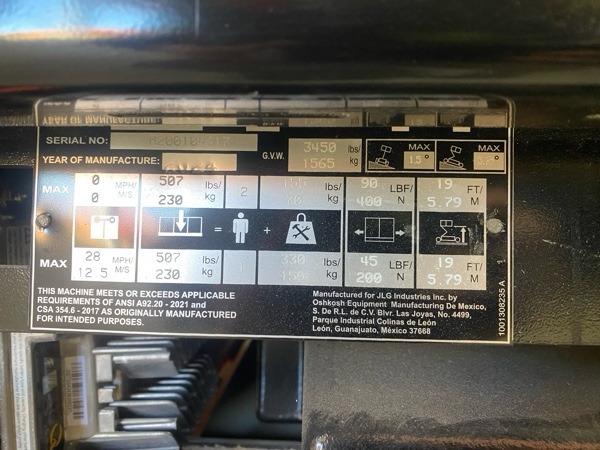 SERIAL NO:
YEAR OF MANUFACTURE:
G.V.W. 3450 lbs/ 1565 kg
MAX 1.5°
MAX
MAX 0 MPH/ 0 M/S
507 lbs/ 230 kg
2
lbs/ kg
90 LBF/ 400 N
19 FT/ 5.79 M
= +
MAX 28 MPH/ 12 5 M/S
507 lbs/ 230 kg
1
330 lbs/ 150 kg
45 LBF/ 200 N
19 FT/ 5.79 M
THIS MACHINE MEETS OR EXCEEDS APPLICABLE
REQUIREMENTS OF ANSI A92.20 - 2021 and
CSA 354.6 - 2017 AS ORIGINALLY MANUFACTURED
FOR INTENDED PURPOSES.
Manufactured for JLG Industries Inc. by
Oshkosh Equipment Manufacturing De Mexico,
S. De R.L. de C.V. Blvr. Las Joyas, No. 4499,
Parque Industrial Colinas de León
León, Guanajuato, México 37668
1001308235 A